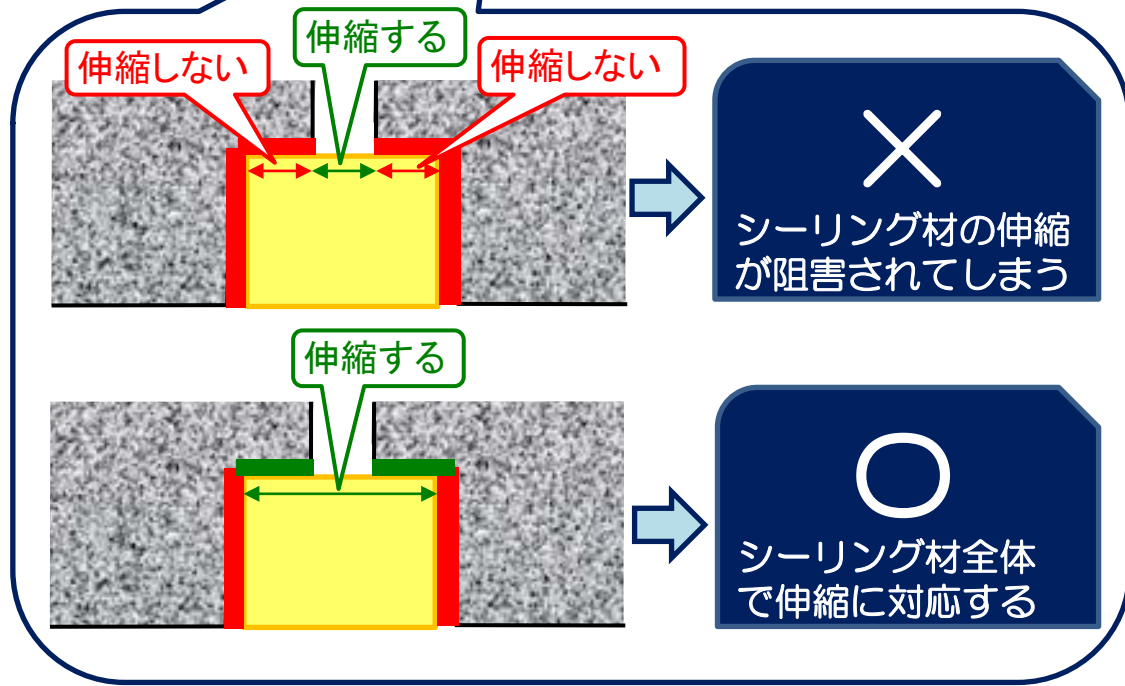 伸縮する
伸縮しない
伸縮しない
×
シーリング材の伸縮
が阻害されてしまう
伸縮する
○
シーリング材全体
で伸縮に対応する